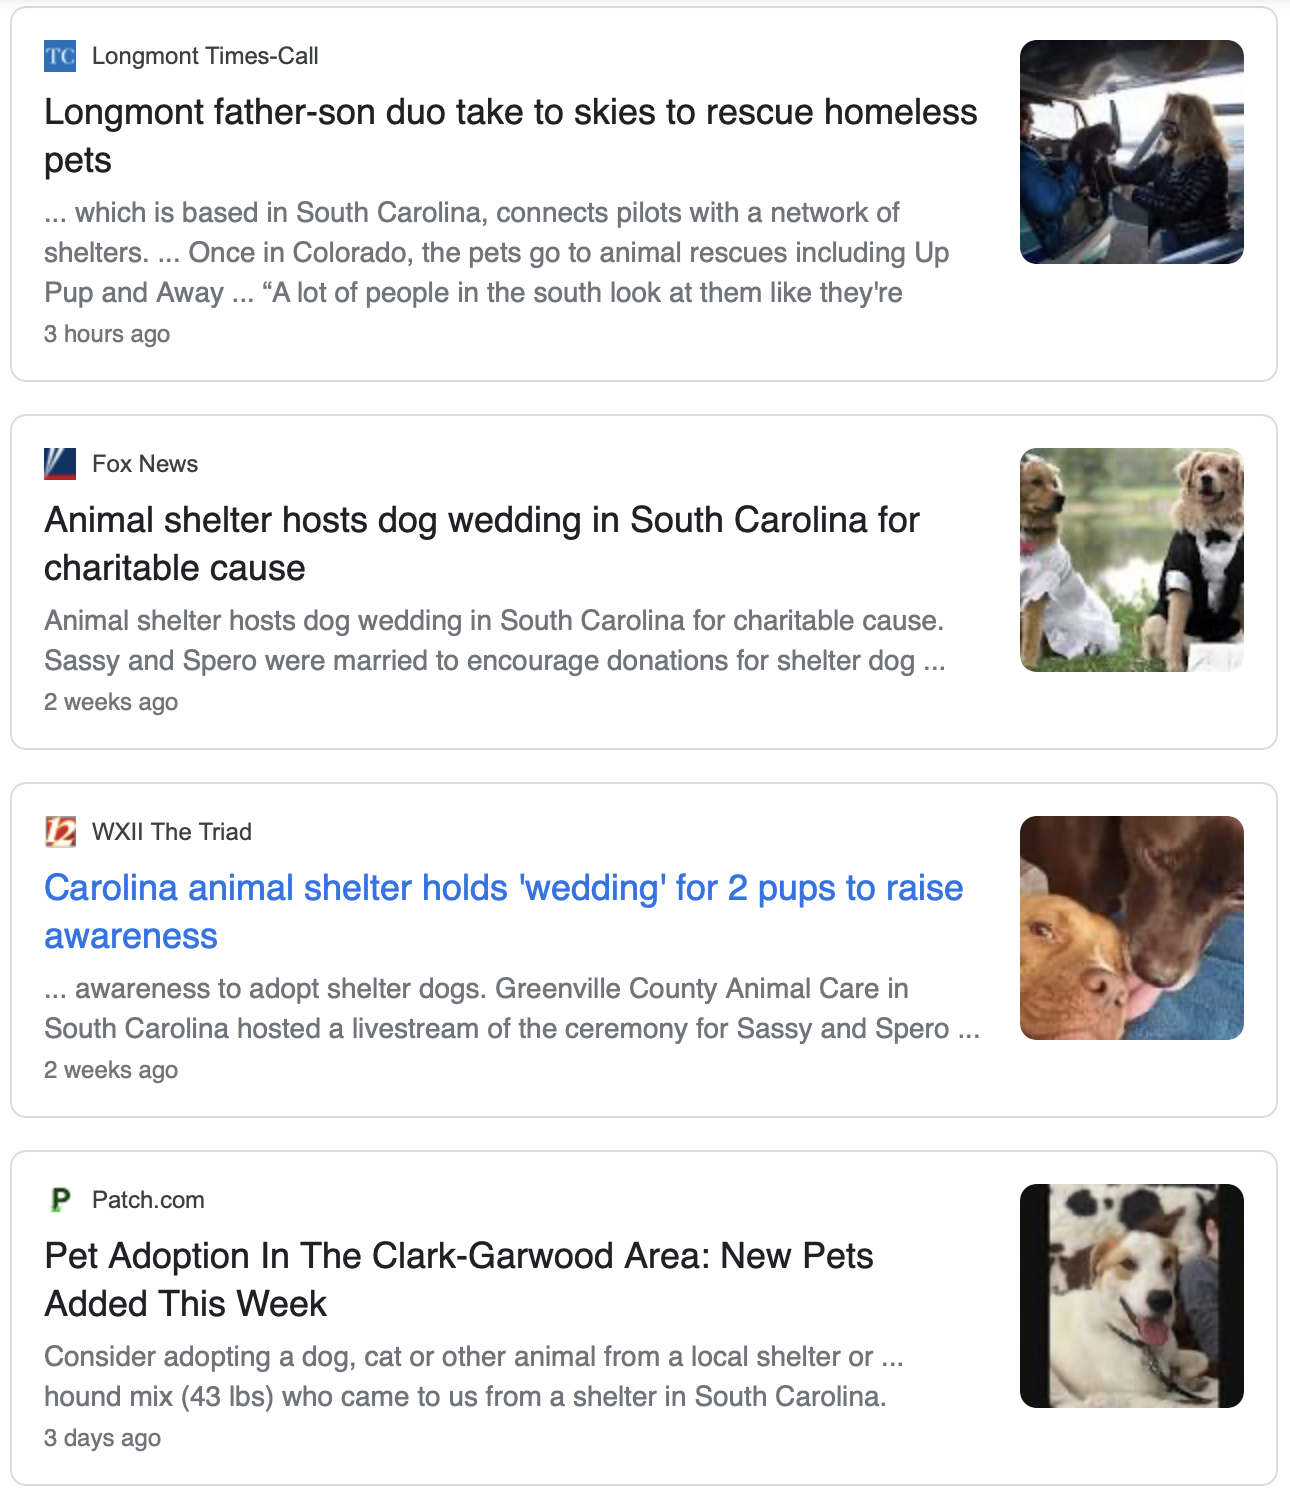 TC Longmont Times-Call
Longmont father-son duo take to skies to rescue homeless
pets
... which is based in South Carolina, connects pilots with a network of
shelters. ... Once in Colorado, the pets go to animal rescues including Up
Pup and Away ... “A lot of people in the south look at them like they're
3 hours ago
Fox News
Animal shelter hosts dog wedding in South Carolina for
charitable cause
Animal shelter hosts dog wedding in South Carolina for charitable cause.
Sassy and Spero were married to encourage donations for shelter dog ...
2 weeks ago
12 WXII The Triad
Carolina animal shelter holds 'wedding' for 2 pups to raise
awareness
... awareness to adopt shelter dogs. Greenville County Animal Care in
South Carolina hosted a livestream of the ceremony for Sassy and Spero ...
2 weeks ago
P Patch.com
Pet Adoption In The Clark-Garwood Area: New Pets
Added This Week
Consider adopting a dog, cat or other animal from a local shelter or ...
hound mix (43 lbs) who came to us from a shelter in South Carolina.
3 days ago